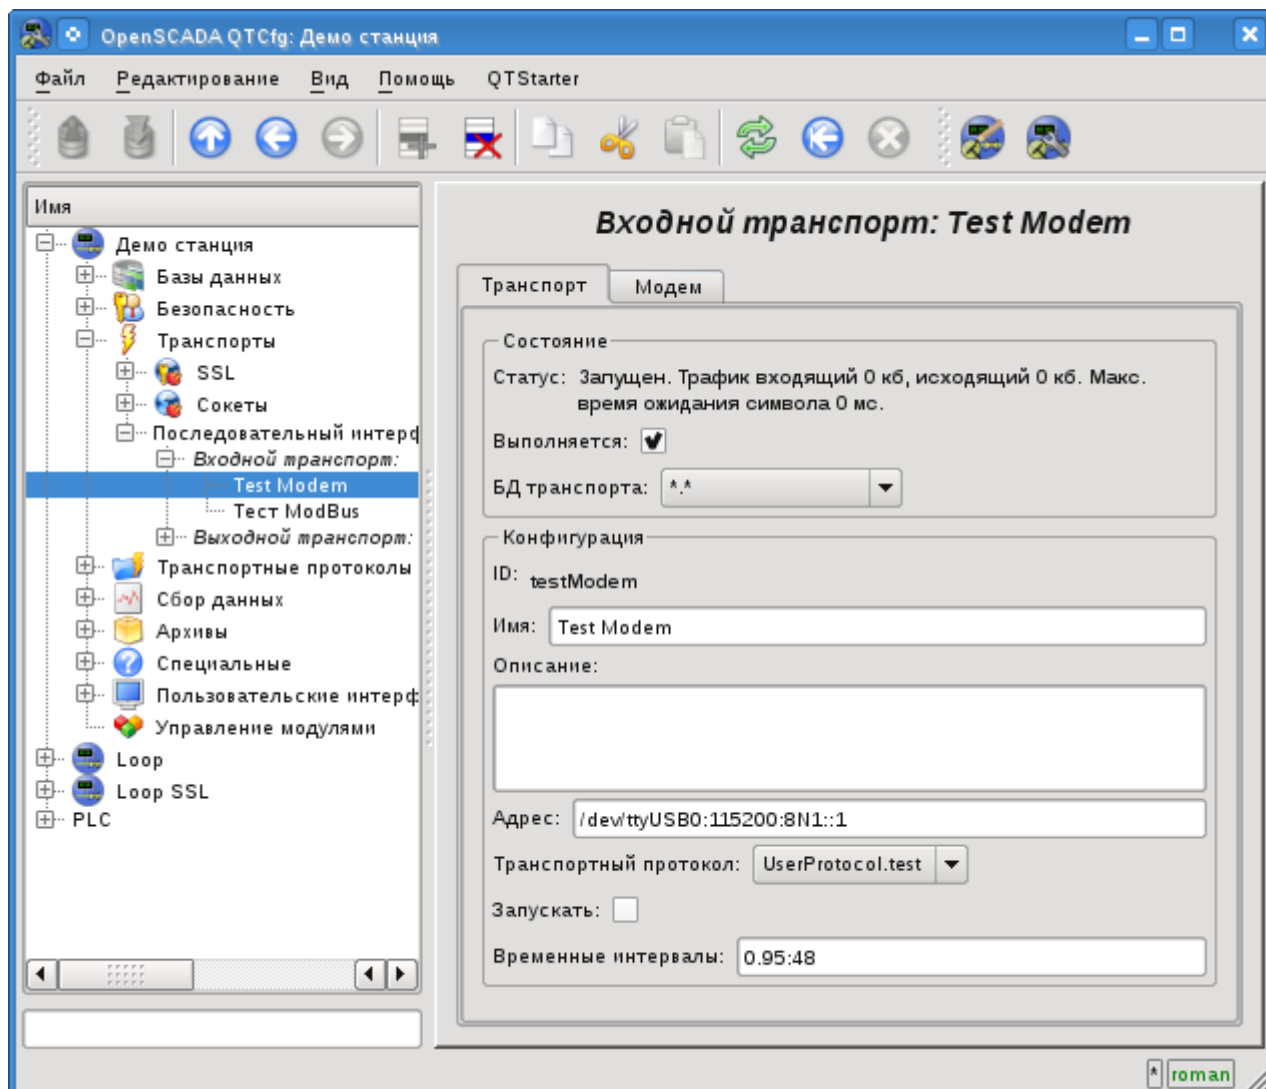 OpenSCADA QTCfg: Демо станция
Файл Редактирование Вид Помощь QTStarter
Имя
Демо станция
Базы данных
Безопасность
Транспорты
SSL
Сокеты
Последовательный интерф
Входной транспорт:
Test Modem
Тест ModBus
Выходной транспорт:
Транспортные протоколы
Сбор данных
Архивы
Специальные
Пользовательские интерф
Управление модулями
Loop
Loop SSL
PLC
Входной транспорт: Test Modem
Транспорт Модем
Состояние
Статус: Запущен. Трафик входящий 0 кб, исходящий 0 кб. Макс.
время ожидания символа 0 мс.
Выполняется:
БД транспорта: *.*
Конфигурация
ID: testModem
Имя: Test Modem
Описание:
Адрес: /dev/ttyUSB0:115200:8N1::1
Транспортный протокол: UserProtocol.test
Запускать:
Временные интервалы: 0.95:48
* roman